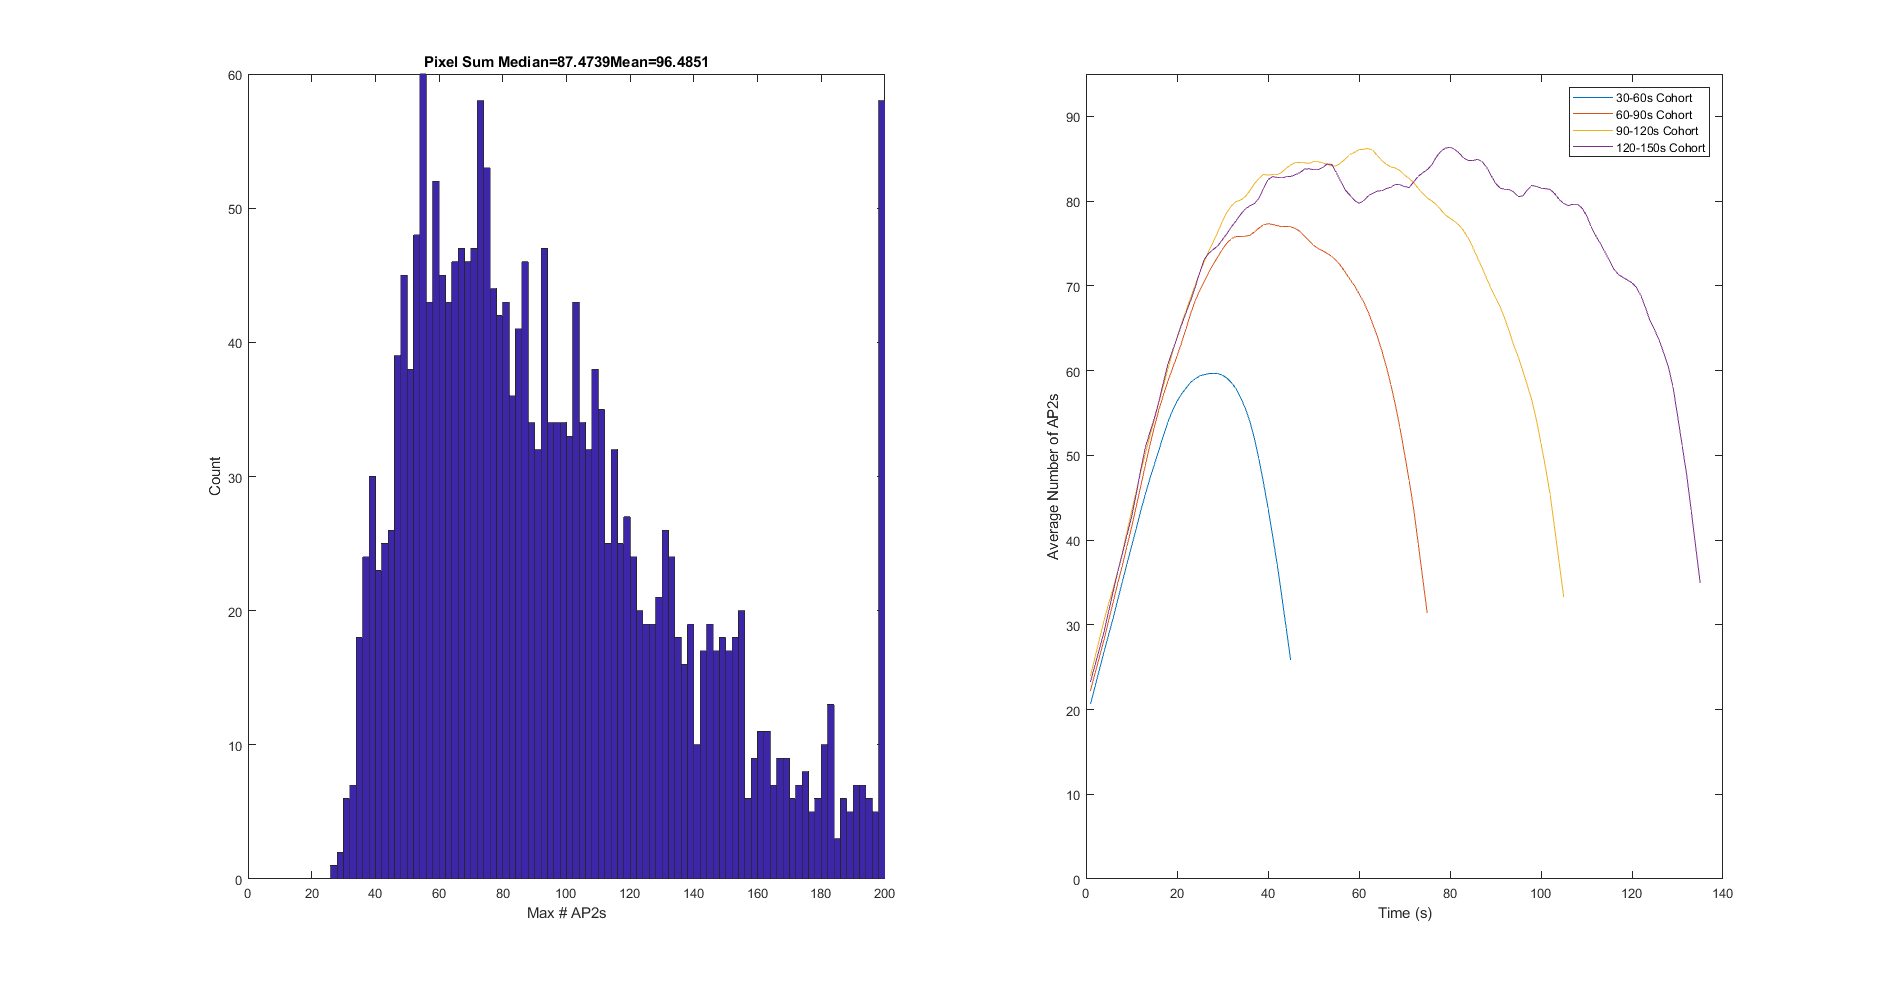 Pixel Sum Median=87.4739Mean=96.4851
60
50
40
30
20
10
0
Count
0 20 40 60 80 100 120 140 160 180 200
Max # AP2s
30-60s Cohort
60-90s Cohort
90-120s Cohort
120-150s Cohort
90
80
70
60
50
40
30
20
10
0
Average Number of AP2s
0 20 40 60 80 100 120 140
Time (s)